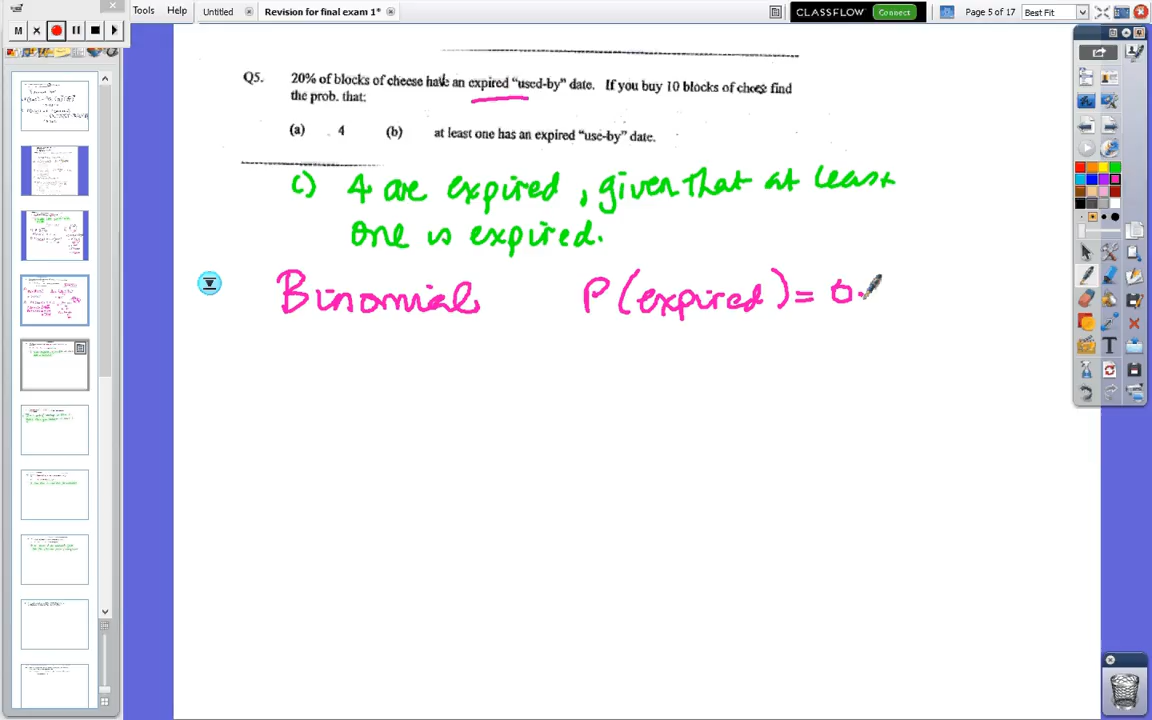 Tools Help Untitled Revision for final exam 1* CLASSFLOW Connect Page 5 of 17 Best Fit
M
Q5. 20% of blocks of cheese have an expired "used-by" date. If you buy 10 blocks of cheese find
the prob. that:
(a) 4 (b) at least one has an expired "use-by" date.
c) 4 are expired, given that at least
one is expired.
Binomial P(expired) = 0.
T